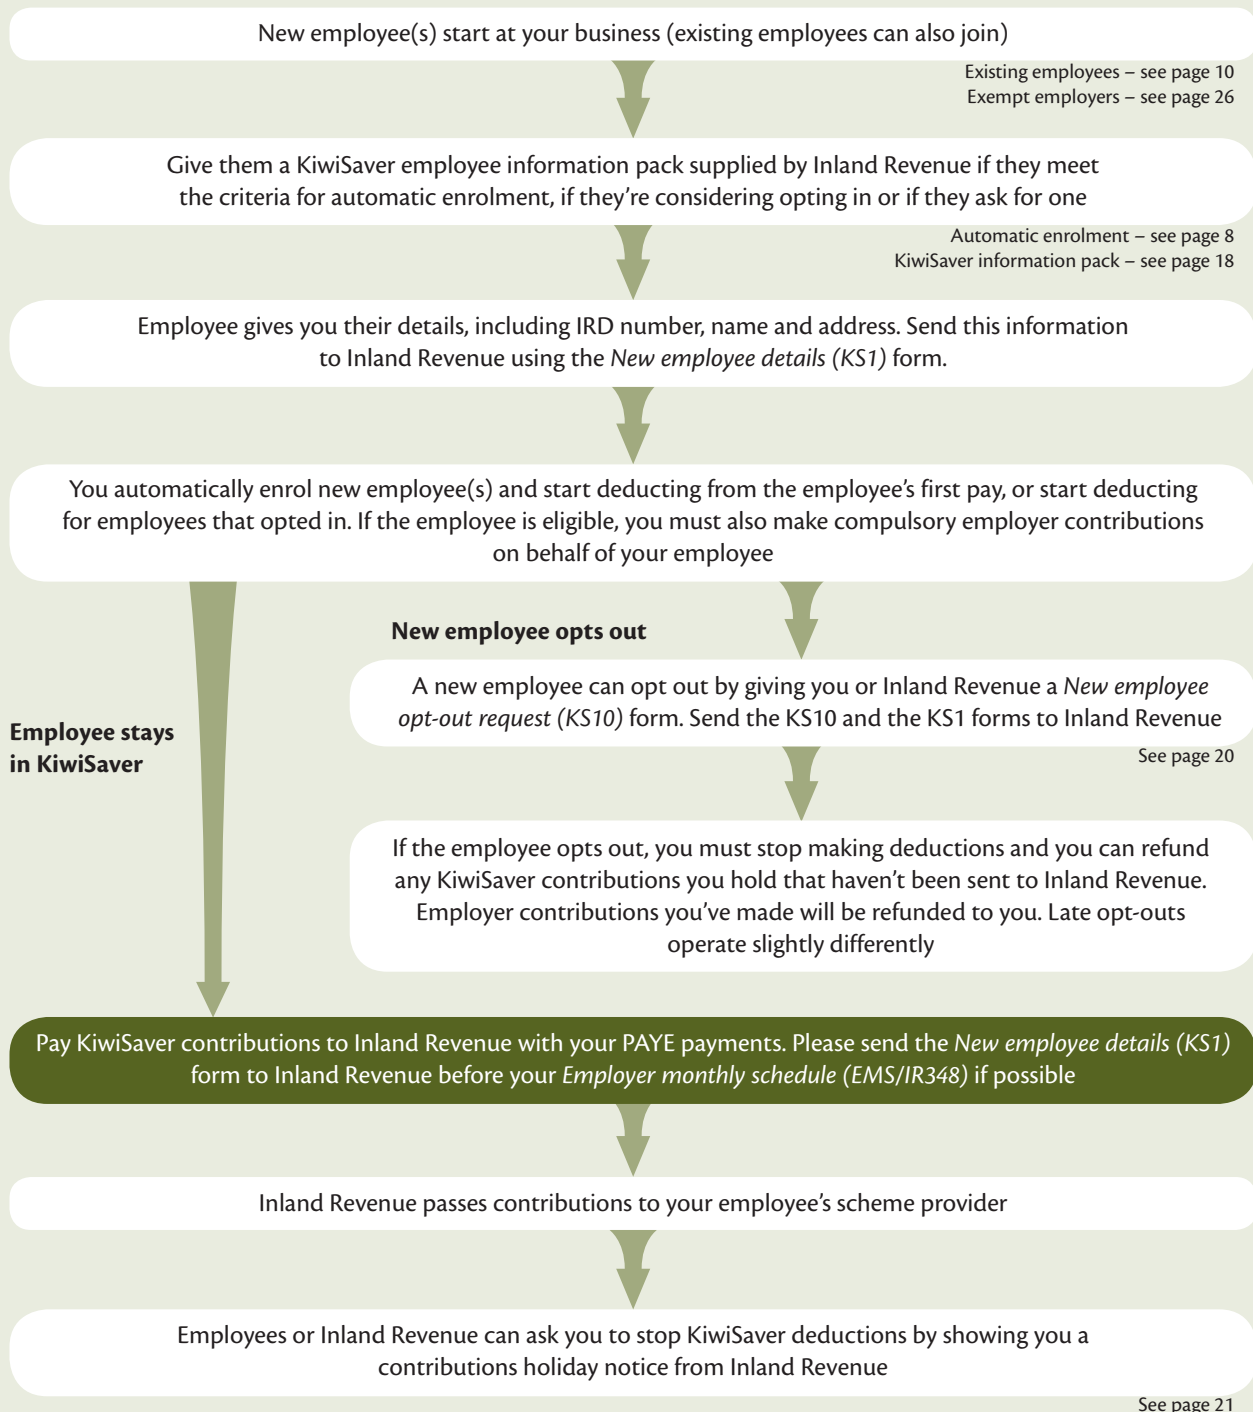 New employee(s) start at your business (existing employees can also join)
Existing employees – see page 10
Exempt employers – see page 26
Give them a KiwiSaver employee information pack supplied by Inland Revenue if they meet
the criteria for automatic enrolment, if they're considering opting in or if they ask for one
Automatic enrolment – see page 8
KiwiSaver information pack – see page 18
Employee gives you their details, including IRD number, name and address. Send this information
to Inland Revenue using the New employee details (KS1) form.
You automatically enrol new employee(s) and start deducting from the employee's first pay, or start deducting
for employees that opted in. If the employee is eligible, you must also make compulsory employer contributions
on behalf of your employee
New employee opts out
A new employee can opt out by giving you or Inland Revenue a New employee
opt-out request (KS10) form. Send the KS10 and the KS1 forms to Inland Revenue
See page 20
Employee stays
in KiwiSaver
If the employee opts out, you must stop making deductions and you can refund
any KiwiSaver contributions you hold that haven't been sent to Inland Revenue.
Employer contributions you've made will be refunded to you. Late opt-outs
operate slightly differently
Pay KiwiSaver contributions to Inland Revenue with your PAYE payments. Please send the New employee details (KS1)
form to Inland Revenue before your Employer monthly schedule (EMS/IR348) if possible
Inland Revenue passes contributions to your employee's scheme provider
Employees or Inland Revenue can ask you to stop KiwiSaver deductions by showing you a
contributions holiday notice from Inland Revenue
See page 21